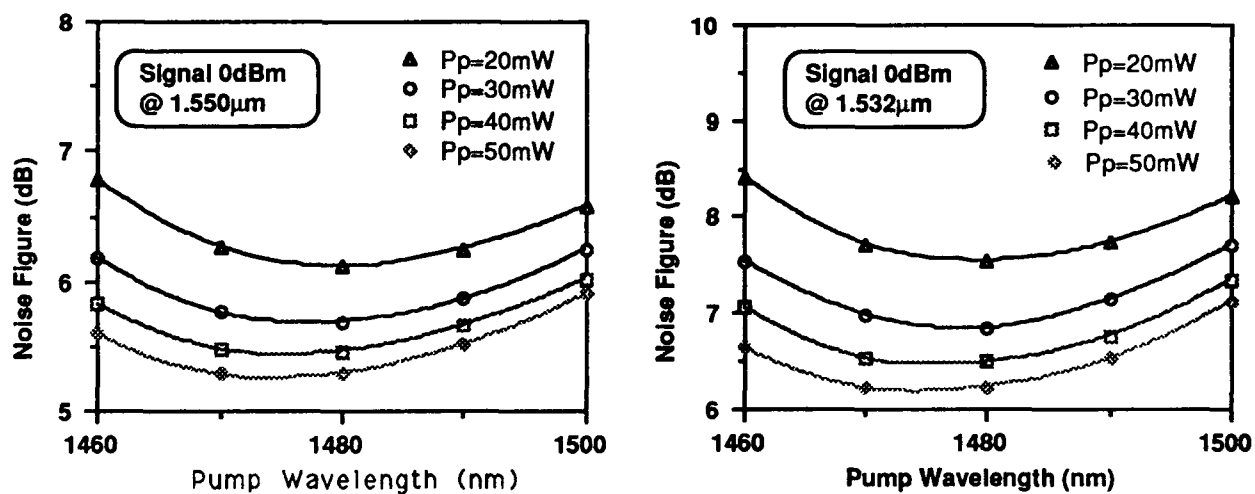 8
7
6
5
Noise Figure (dB)
Signal 0dBm
@ 1.550µm
Pp=20mW
Pp=30mW
Pp=40mW
Pp=50mW
1460
1480
1500
Pump Wavelength (nm)
10
9
8
7
6
Noise Figure (dB)
Signal 0dBm
@ 1.532µm
Pp=20mW
Pp=30mW
Pp=40mW
Pp=50mW
1460
1480
1500
Pump Wavelength (nm)